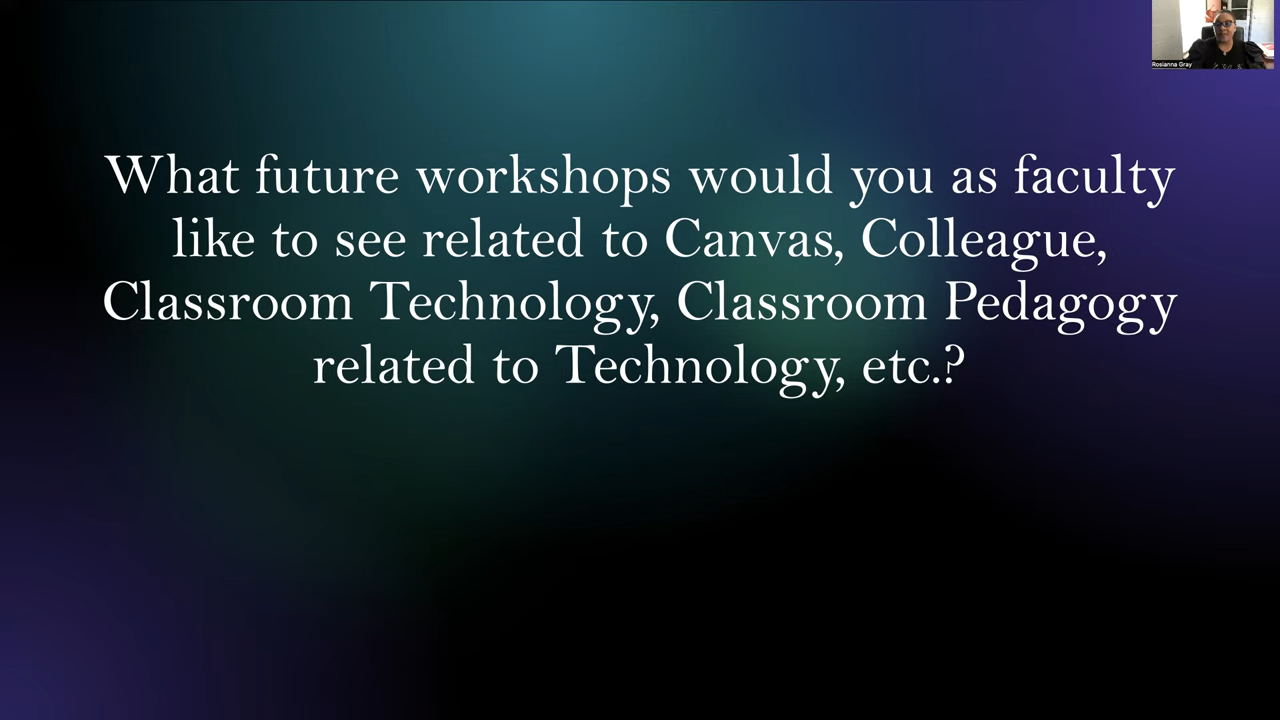 Rosianna Gray
What future workshops would you as faculty
like to see related to Canvas, Colleague,
Classroom Technology, Classroom Pedagogy
related to Technology, etc.?